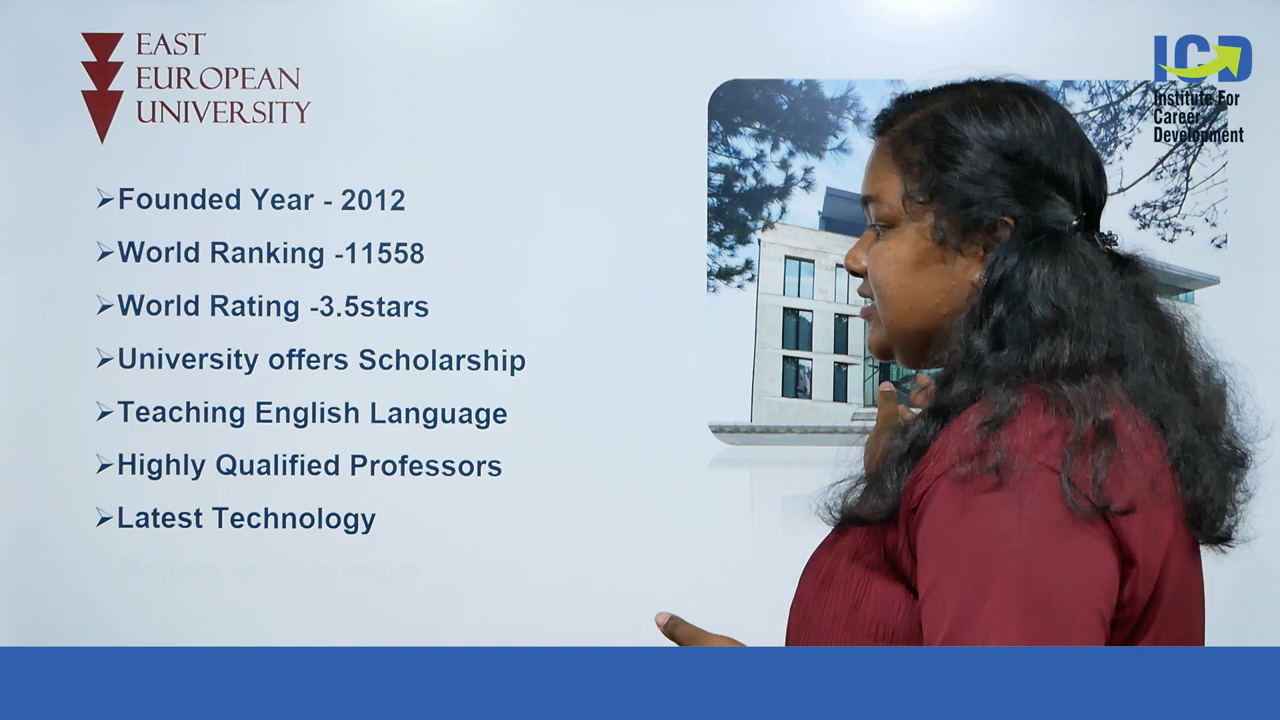 EAST
EUROPEAN
UNIVERSITY
ICD
Institute For
Career
Development
➢Founded Year - 2012
➢World Ranking -11558
➢World Rating -3.5stars
➢University offers Scholarship
➢Teaching English Language
➢Highly Qualified Professors
➢Latest Technology